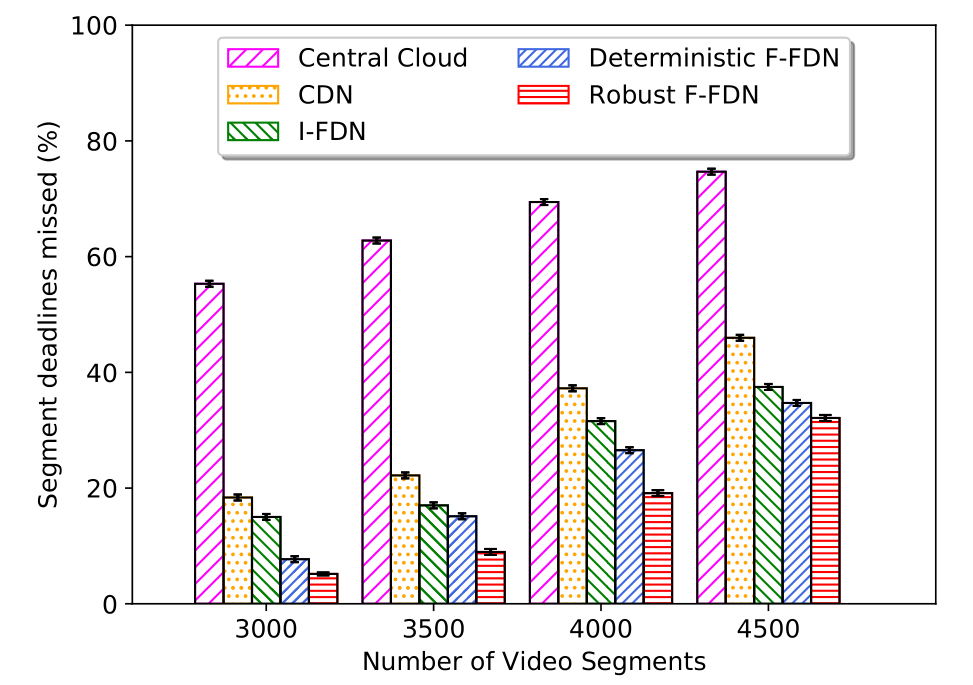 100
80
60
40
20
0
Segment deadlines missed (%)
Central Cloud
CDN
I-FDN
Deterministic F-FDN
Robust F-FDN
3000 3500 4000 4500
Number of Video Segments